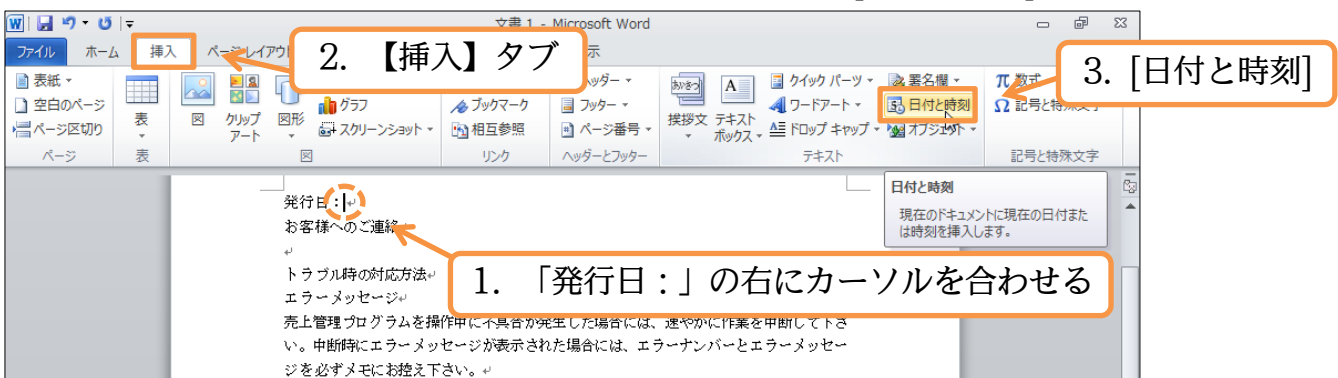 文書 1 - Microsoft Word
ファイル ホーム 挿入 ページ レイアウト
2. 【挿入】タブ
3. [日付と時刻]
表紙
空白のページ
ページ区切り
ページ
表
表
図
クリップ アート
図形
グラフ
スクリーンショット
図
ブックマーク
相互参照
リンク
ヘッダー
フッター
ページ番号
ヘッダーとフッター
あいさつ
挨拶文
A
テキスト ボックス
クイック パーツ
ワードアート
ドロップ キャップ
署名欄
日付と時刻
オブジェクト
テキスト
π 数式
Ω 記号と特殊文字
記号と特殊文字
日付と時刻
現在のドキュメントに現在の日付また
は時刻を挿入します。
発行日：
お客様へのご連絡
1. 「発行日：」の右にカーソルを合わせる
トラブル時の対応方法
エラーメッセージ
売上管理プログラムを操作中に不具合が発生した場合には、速やかに作業を中断して下さ
い。中断時にエラーメッセージが表示された場合には、エラーナンバーとエラーメッセー
ジを必ずメモにお控え下さい。